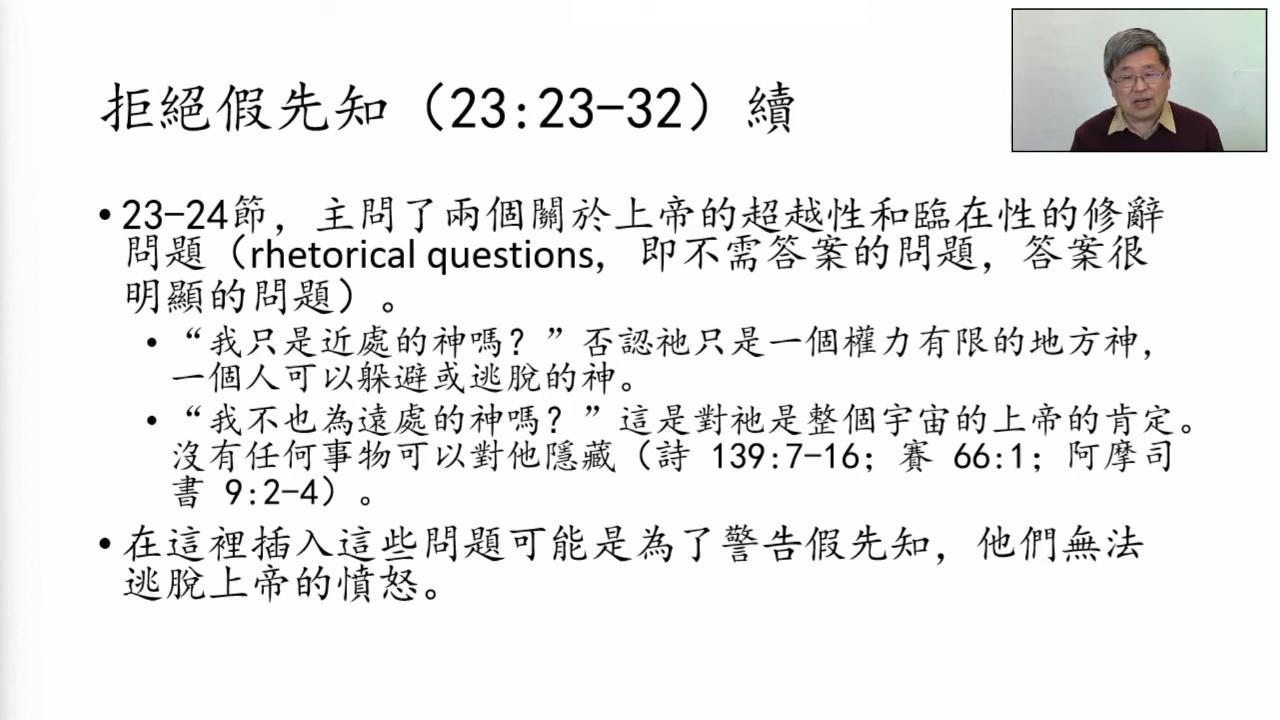 拒絕假先知（23:23-32）續
• 23-24節，主問了兩個關於上帝的超越性和臨在性的修辭
問題（rhetorical questions，即不需答案的問題，答案很
明顯的問題）。
• “我只是近處的神嗎？”否認祂只是一個權力有限的地方神，
一個人可以躲避或逃脫的神。
• “我不也為遠處的神嗎？”這是對祂是整個宇宙的上帝的肯定。
沒有任何事物可以對他隱藏（詩 139:7-16；賽 66:1；阿摩司
書 9:2-4）。
• 在這裡插入這些問題可能是為了警告假先知，他們無法
逃脫上帝的憤怒。